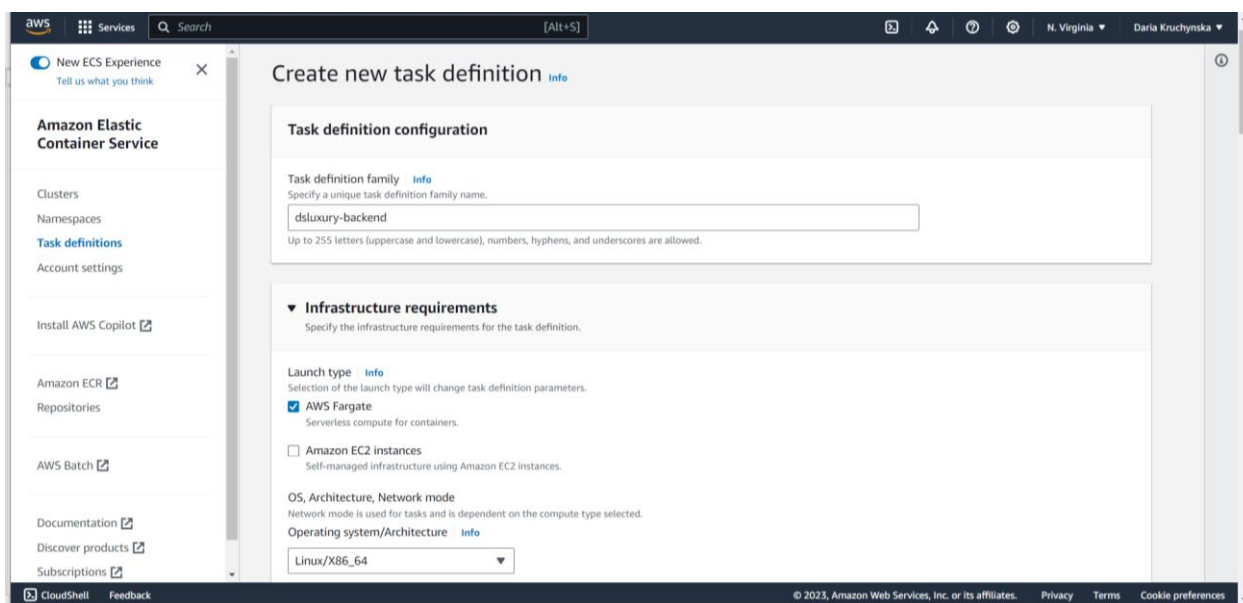 aws Services Search [Alt+S] N. Virginia Daria Kruchynska
New ECS Experience
Tell us what you think
Amazon Elastic
Container Service
Clusters
Namespaces
Task definitions
Account settings
Install AWS Copilot
Amazon ECR
Repositories
AWS Batch
Documentation
Discover products
Subscriptions
Create new task definition Info
Task definition configuration
Task definition family Info
Specify a unique task definition family name.
dsluxury-backend
Up to 255 letters (uppercase and lowercase), numbers, hyphens, and underscores are allowed.
Infrastructure requirements
Specify the infrastructure requirements for the task definition.
Launch type Info
Selection of the launch type will change task definition parameters.
AWS Fargate
Serverless compute for containers.
Amazon EC2 instances
Self-managed infrastructure using Amazon EC2 instances.
OS, Architecture, Network mode
Network mode is used for tasks and is dependent on the compute type selected.
Operating system/Architecture Info
Linux/X86_64
CloudShell Feedback © 2023, Amazon Web Services, Inc. or its affiliates. Privacy Terms Cookie preferences